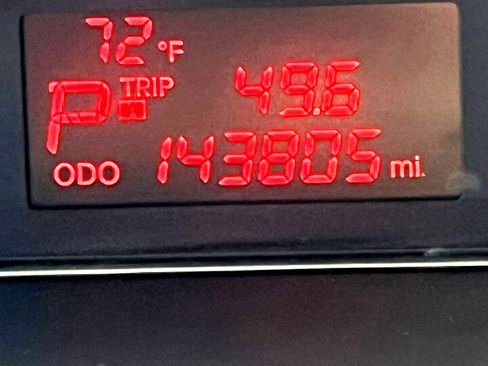 72°F
P TRIP A 49.6
ODO 143805 mi.